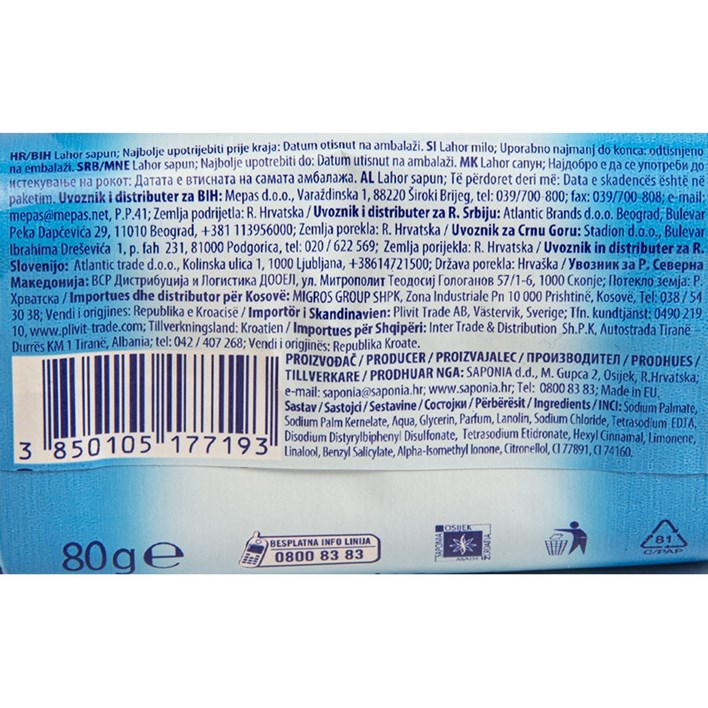 HR/BIH Lahor sapun; Najbolje upotrijebiti prije kraja: Datum otisnut na ambalaži. SI Lahor milo; Uporabno najmanj do konca: odtisnjeno
na embalaži. SRB/MNE Lahor sapun; Najbolje upotrebiti do: Datum utisnut na ambalaži. MK Lahor сапун; Најдобро е да се употреби до
истекување на рокот: Датата е втисната на самата амбалажа. AL Lahor sapun; Të përdoret deri më: Data e skadencës është në
paketim. Uvoznik i distributer za BIH: Mepas d.o.o., Varaždinska 1, 88220 Široki Brijeg, tel: 039/700-800; fax: 039/700-808; e-mail:
mepas@mepas.net, P.P.41; Zemlja podrijetla: R. Hrvatska / Uvoznik i distributer za R. Srbiju: Atlantic Brands d.o.o. Beograd, Bulevar
Peka Dapčevića 29, 11010 Beograd, +381 113956000; Zemlja porekla: R. Hrvatska / Uvoznik za Crnu Goru: Stadion d.o.o., Bulevar
Ibrahima Dreševića 1, p. fah 231, 81000 Podgorica, tel: 020 / 622 569; Zemlja porijekla: R. Hrvatska / Uvoznik in distributer za R.
Slovenijo: Atlantic trade d.o.o., Kolinska ulica 1, 1000 Ljubljana, +38614721500; Država porekla: Hrvaška / Увозник за Р. Северна
Македонија: ВСР Дистрибуција и Логистика ДООЕЛ, ул. Митрополит Теодосиј Гологанов 57/1-6, 1000 Скопје; Потекло земја: Р.
Хрватска / Importues dhe distributor për Kosovë: MIGROS GROUP SHPK, Zona Industriale Pn 10 000 Prishtinë, Kosovë, Tel: 038 / 54
30 38; Vendi i origjines: Republika e Kroacisë / Importör i Skandinavien: Plivit Trade AB, Västervik, Sverige; Tfn. kundtjänst: 0490 219
10, www.plivit-trade.com; Tillverkningsland: Kroatien / Importues për Shqipëri: Inter Trade & Distribution Sh.P.K, Autostrada Tiranë –
Durrës KM 1 Tiranë, Albania; tel: 042 / 407 268; Vendi i origjinës: Republika Kroate.
PROIZVOĐAČ / PRODUCER / PROIZVAJALEC / ПРОИЗВОДИТЕЛ / PRODHUES /
TILLVERKARE / PRODHUAR NGA: SAPONIA d.d., M. Gupca 2, Osijek, R.Hrvatska;
e-mail: saponia@saponia.hr; www.saponia.hr; Tel: 0800 83 83; Made in EU.
Sastav / Sastojci / Sestavine / Состојки / Përbërësit / Ingredients / INCI: Sodium Palmate,
Sodium Palm Kernelate, Aqua, Glycerin, Parfum, Lanolin, Sodium Chloride, Tetrasodium EDTA,
Disodium Distyrylbiphenyl Disulfonate, Tetrasodium Etidronate, Hexyl Cinnamal, Limonene,
Linalool, Benzyl Salicylate, Alpha-Isomethyl Ionone, Citronellol, CI 77891, CI 74160.
3 850105 177193
80g e
BESPLATNA INFO LINIJA
0800 83 83
OSIJEK
SAPONIA
CROATIA
81
C/PAP